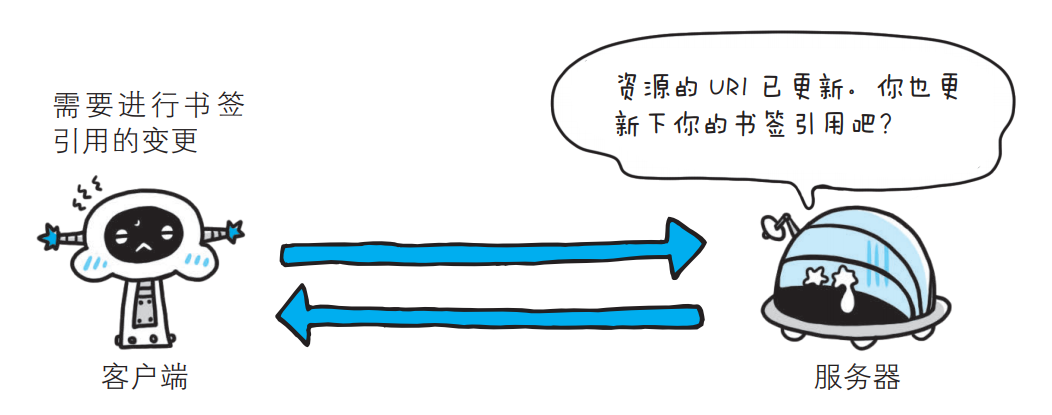 需要进行书签
引用的变更
资源的 URI 已更新。你也更
新下你的书签引用吧？
客户端
服务器